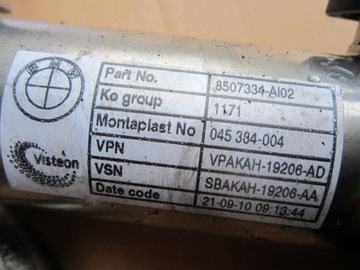 Part No. 8507334-AI02
Ko group 1171
Montaplast No 045 384-004
VPN VPAKAH-19206-AD
VSN SBAKAH-19206-AA
Date code 21-09-10 09:13:44
Visteon